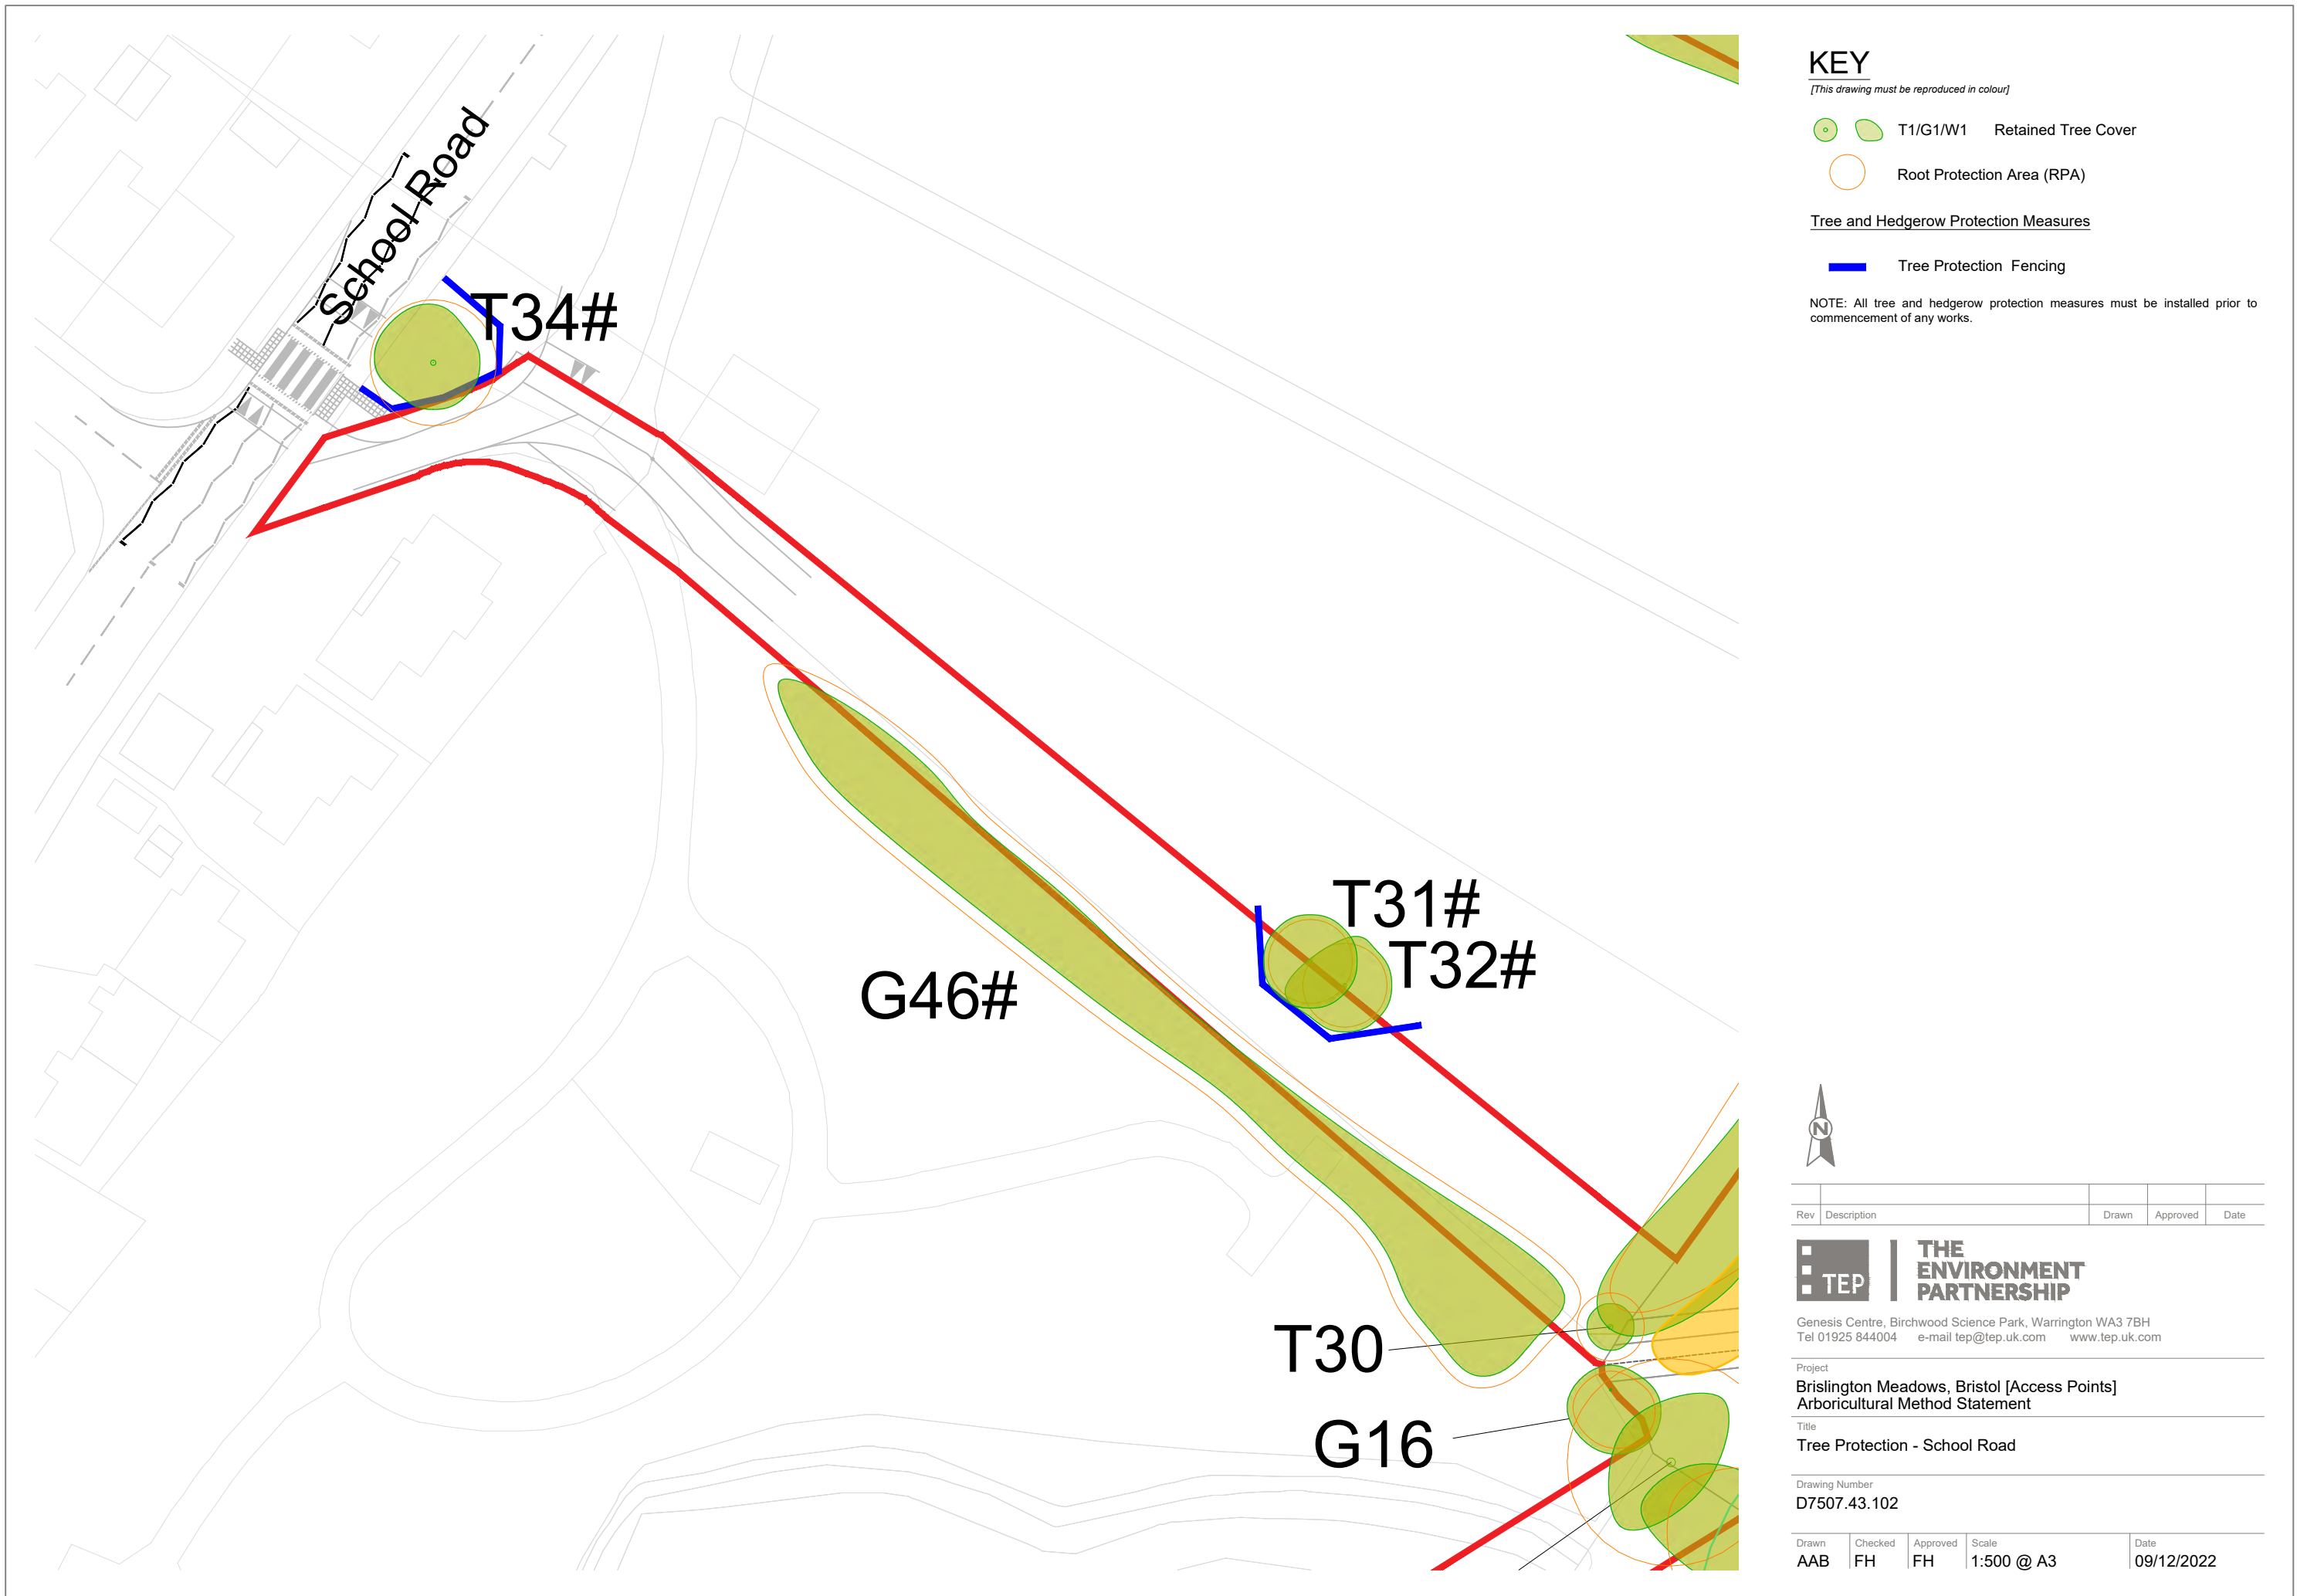 School Road
T34#
T31#
T32#
G46#
T30
G16
KEY
[This drawing must be reproduced in colour]
T1/G1/W1 Retained Tree Cover
Root Protection Area (RPA)
Tree and Hedgerow Protection Measures
Tree Protection Fencing
NOTE: All tree and hedgerow protection measures must be installed prior to
commencement of any works.
N
Rev Description Drawn Approved Date
TEP
THE
ENVIRONMENT
PARTNERSHIP
Genesis Centre, Birchwood Science Park, Warrington WA3 7BH
Tel 01925 844004 e-mail tep@tep.uk.com www.tep.uk.com
Project
Brislington Meadows, Bristol [Access Points]
Arboricultural Method Statement
Title
Tree Protection - School Road
Drawing Number
D7507.43.102
Drawn Checked Approved Scale Date
AAB FH FH 1:500 @ A3 09/12/2022